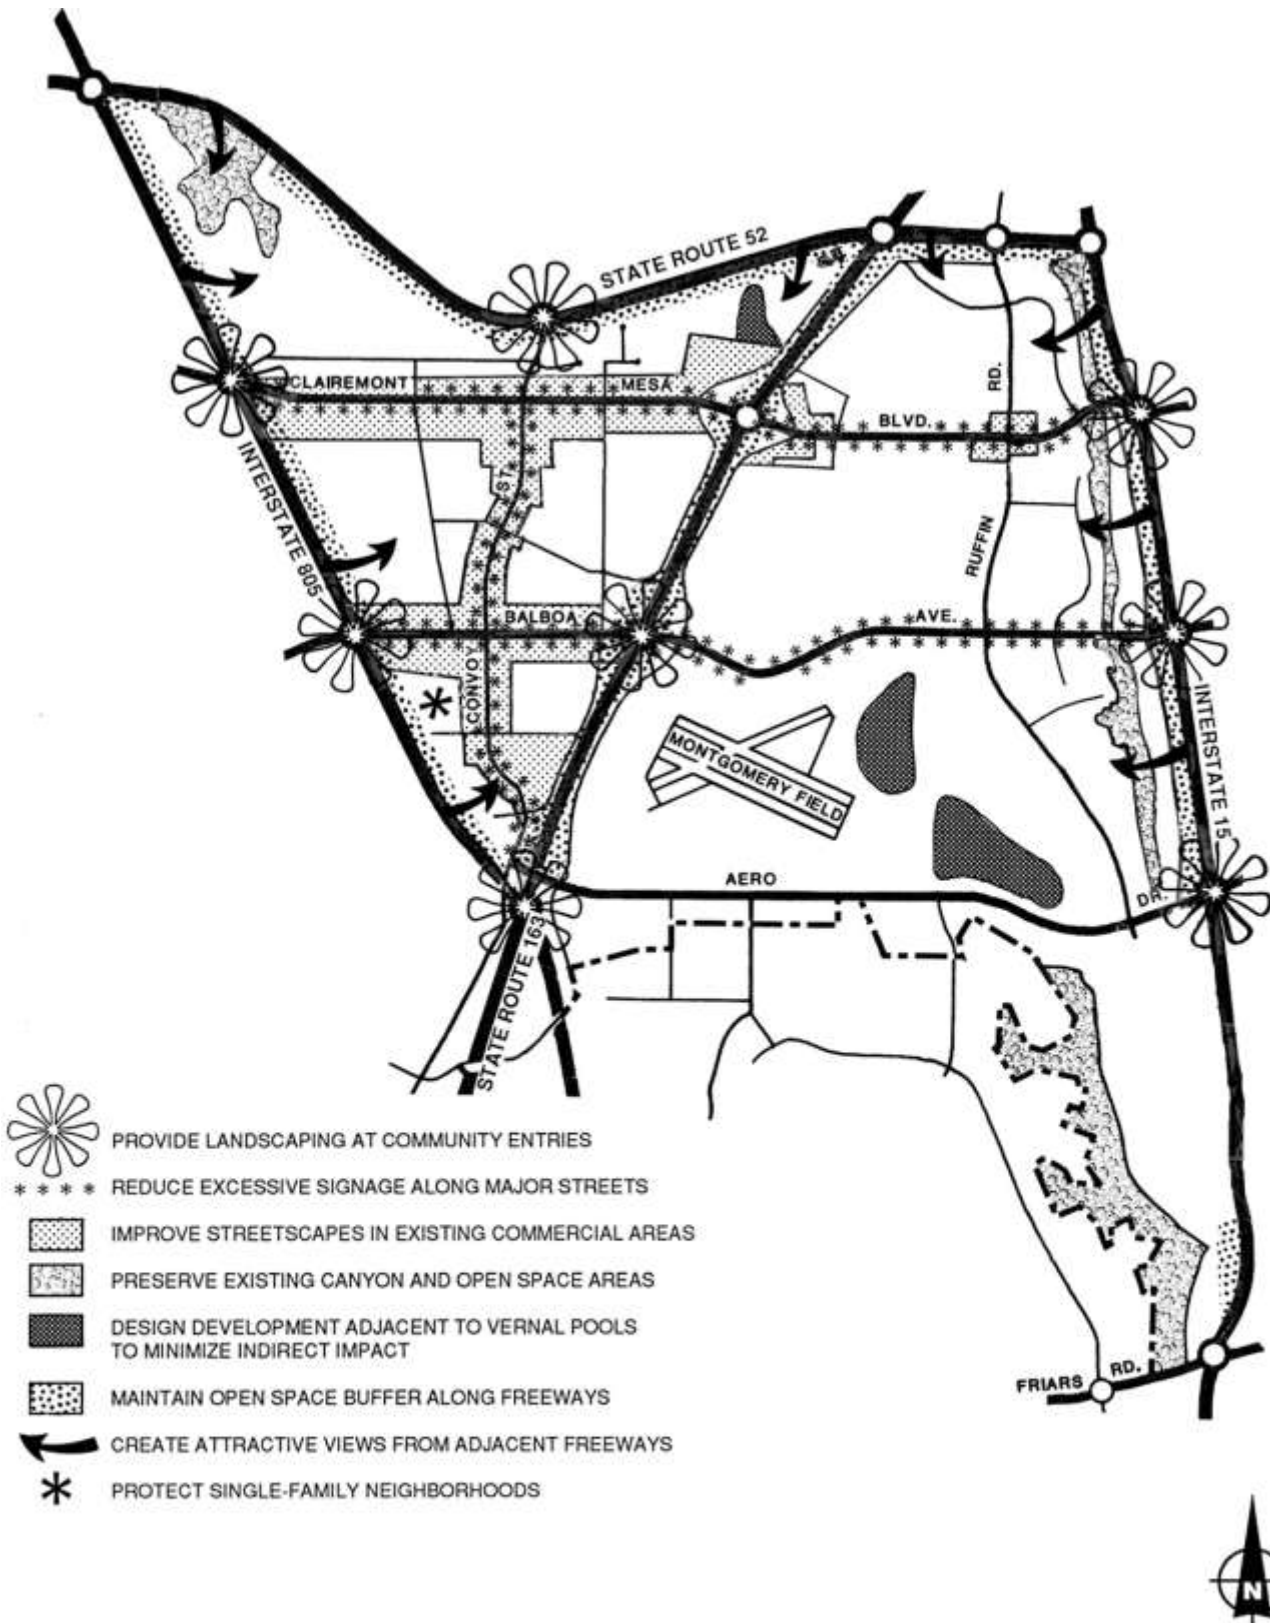 STATE ROUTE 52
CLAIREMONT
MESA
BLVD.
RD.
RUFFIN
INTERSTATE 805
ST.
CONVOY
BALBOA
AVE.
MONTGOMERY FIELD
INTERSTATE 15
AERO
DR.
STATE ROUTE 163
FRIARS
RD.
PROVIDE LANDSCAPING AT COMMUNITY ENTRIES
REDUCE EXCESSIVE SIGNAGE ALONG MAJOR STREETS
IMPROVE STREETSCAPES IN EXISTING COMMERCIAL AREAS
PRESERVE EXISTING CANYON AND OPEN SPACE AREAS
DESIGN DEVELOPMENT ADJACENT TO VERNAL POOLS
TO MINIMIZE INDIRECT IMPACT
MAINTAIN OPEN SPACE BUFFER ALONG FREEWAYS
CREATE ATTRACTIVE VIEWS FROM ADJACENT FREEWAYS
PROTECT SINGLE-FAMILY NEIGHBORHOODS
N